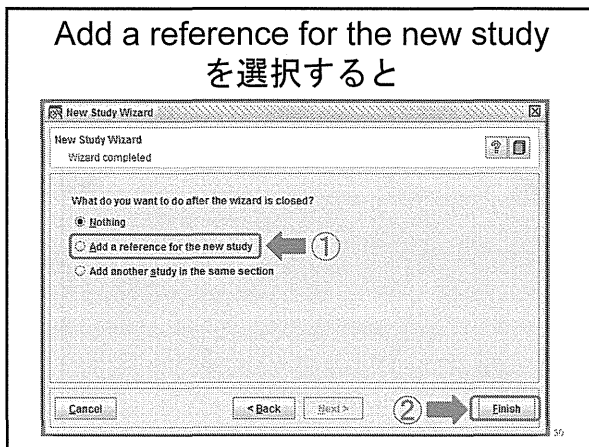 Add a reference for the new study
を選択すると
New Study Wizard
New Study Wizard
Wizard completed
What do you want to do after the wizard is closed?
Nothing
Add a reference for the new study
①
Add another study in the same section
Cancel
< Back
Next >
②
Finish